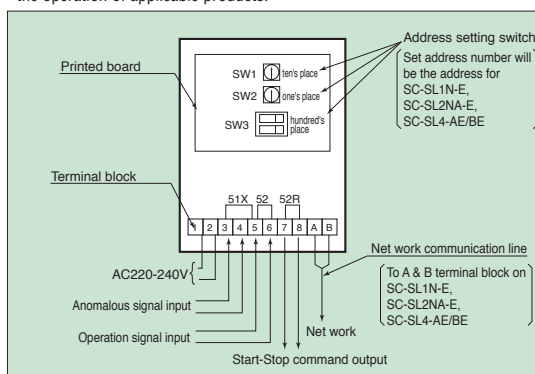 the operation of applicable products.
Address setting switch
Set address number will
be the address for
SC-SL1N-E,
SC-SL2NA-E,
SC-SL4-AE/BE
Printed board
SW1 ten's place
SW2 one's place
SW3 hundred's
place
Terminal block
51X 52 52R
1 2 3 4 5 6 7 8 A B
AC220-240V
Anomalous signal input
Operation signal input
Start-Stop command output
Net work
Net work communication line
To A & B terminal block on
SC-SL1N-E,
SC-SL2NA-E,
SC-SL4-AE/BE